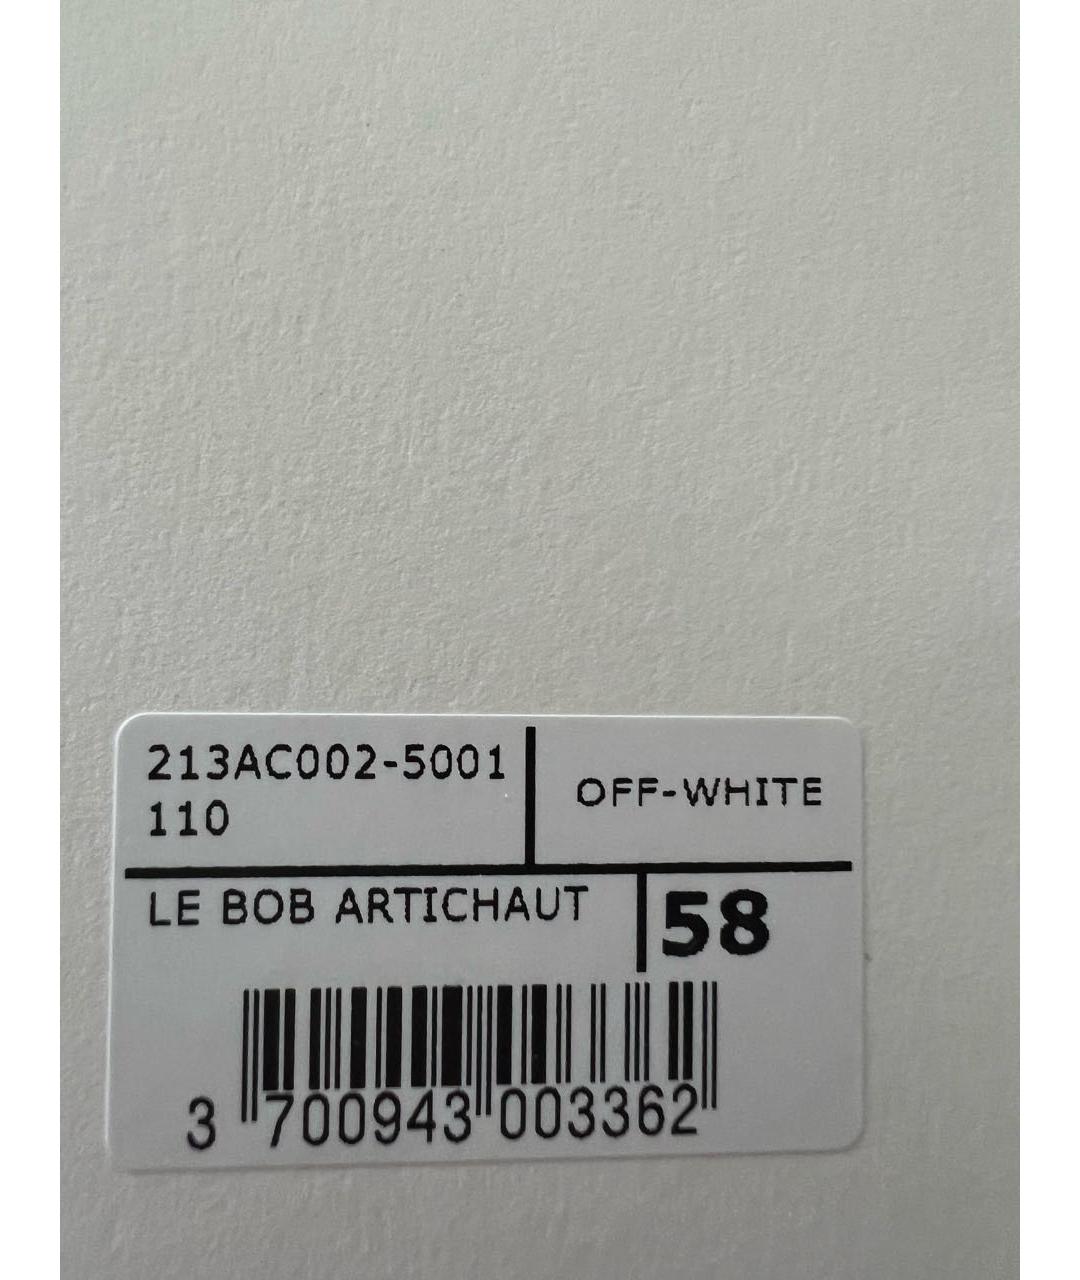 213AC002-5001
110
OFF-WHITE
LE BOB ARTICHAUT
58
3 700943 003362